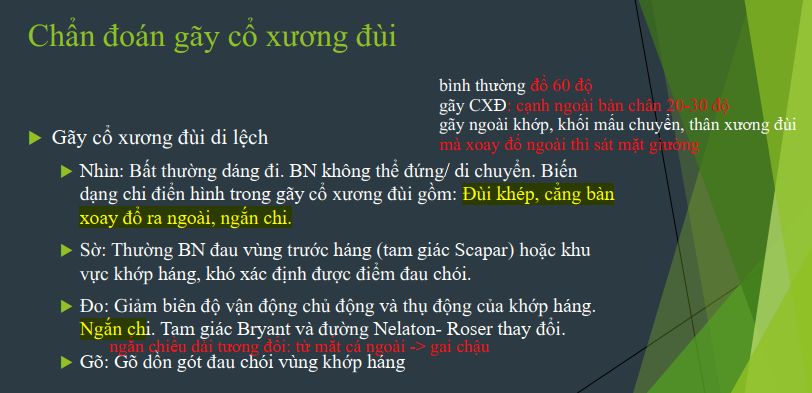 Chẩn đoán gãy cổ xương đùi
bình thường đổ 60 độ
gãy CXĐ: cạnh ngoài bàn chân 20-30 độ
gãy ngoài khớp, khối mấu chuyển, thân xương đùi
mà xoay đổ ngoài thì sát mặt giường
Gãy cổ xương đùi di lệch
Nhìn: Bất thường dáng đi. BN không thể đứng/ di chuyển. Biến
dạng chi điển hình trong gãy cổ xương đùi gồm: Đùi khép, cẳng bàn
xoay đổ ra ngoài, ngắn chi.
Sờ: Thường BN đau vùng trước háng (tam giác Scapar) hoặc khu
vực khớp háng, khó xác định được điểm đau chói.
Đo: Giảm biên độ vận động chủ động và thụ động của khớp háng.
Ngắn chi. Tam giác Bryant và đường Nelaton- Roser thay đổi.
ngắn chiều dài tương đối: từ mắt cá ngoài -> gai chậu
Gõ: Gõ dồn gót đau chói vùng khớp háng